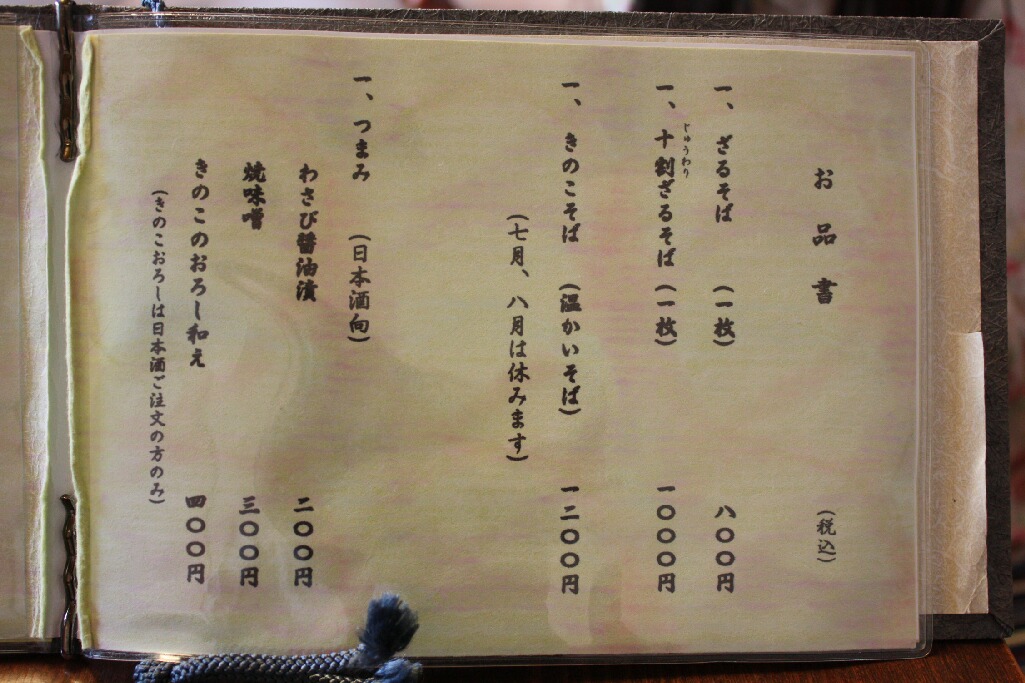 お品書 (税込)
一、ざるそば (一枚) 八〇〇円
じゅうわり
一、十割ざるそば (一枚) 一〇〇〇円
一、きのこそば (温かいそば) 一二〇〇円
(七月、八月は休みます)
一、つまみ (日本酒向)
わさび醤油漬 二〇〇円
焼味噌 三〇〇円
きのこのおろし和え 四〇〇円
(きのこおろしは日本酒ご注文の方のみ)